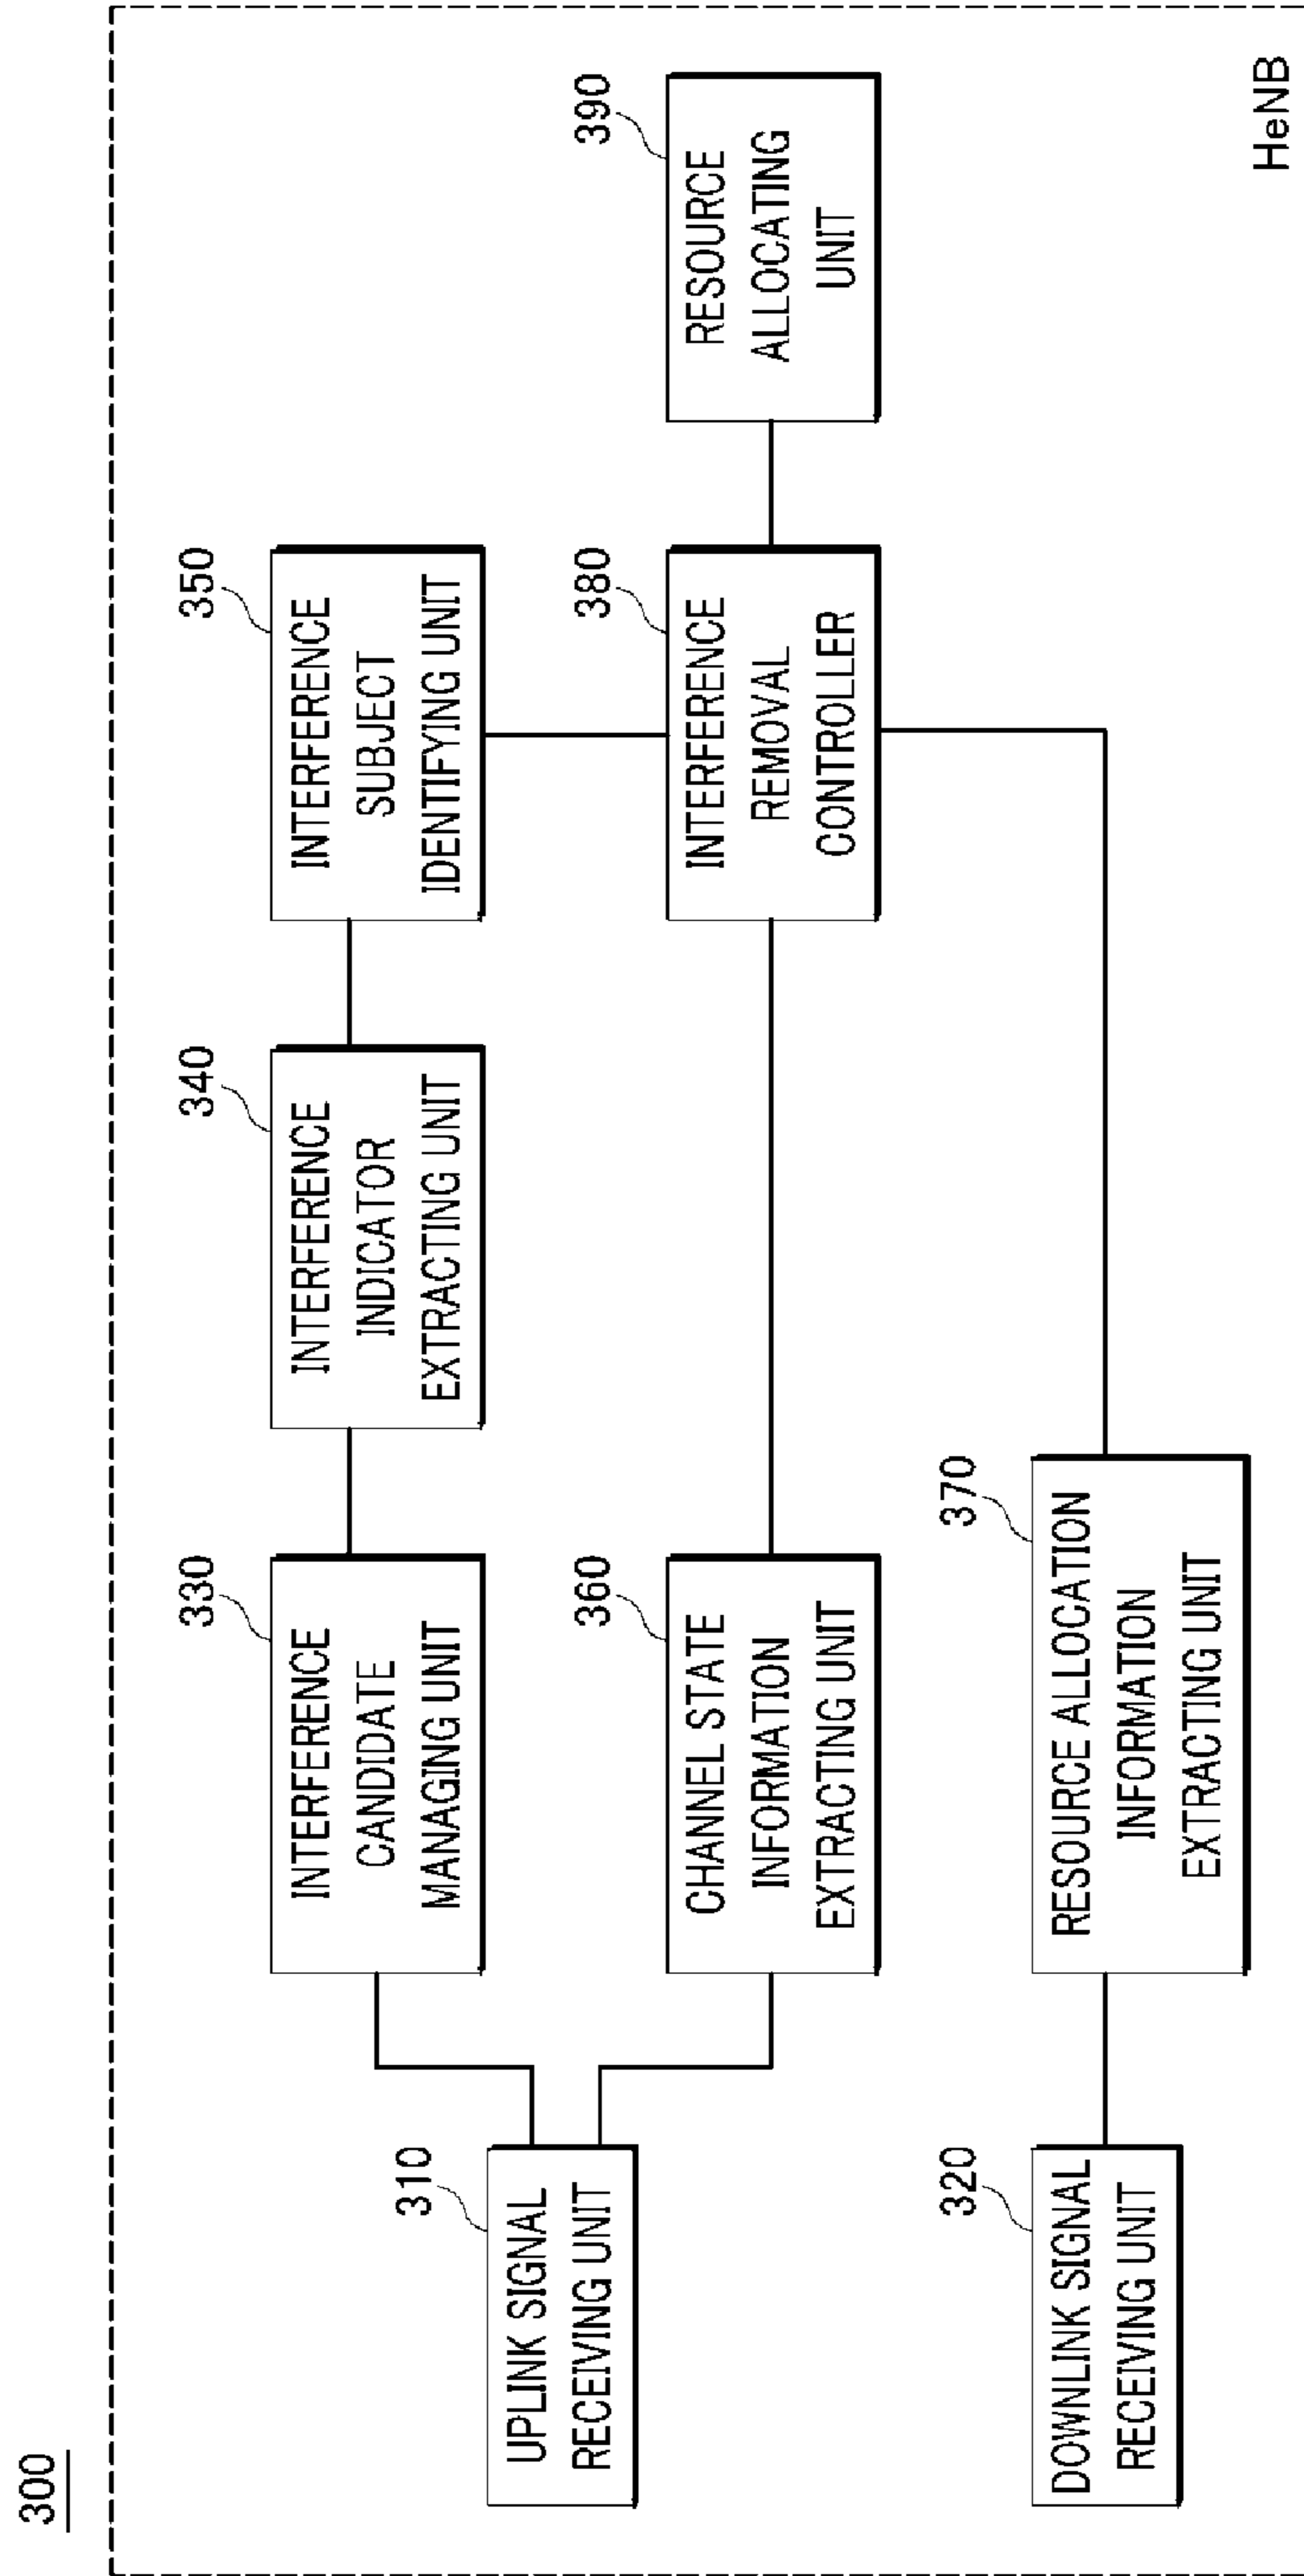 300
310
UPLINK SIGNAL
RECEIVING UNIT
320
DOWNLINK SIGNAL
RECEIVING UNIT
330
INTERFERENCE
CANDIDATE
MANAGING UNIT
340
INTERFERENCE
INDICATOR
EXTRACTING UNIT
350
INTERFERENCE
SUBJECT
IDENTIFYING UNIT
360
CHANNEL STATE
INFORMATION
EXTRACTING UNIT
370
RESOURCE ALLOCATION
INFORMATION
EXTRACTING UNIT
380
INTERFERENCE
REMOVAL
CONTROLLER
390
RESOURCE
ALLOCATING
UNIT
HeNB